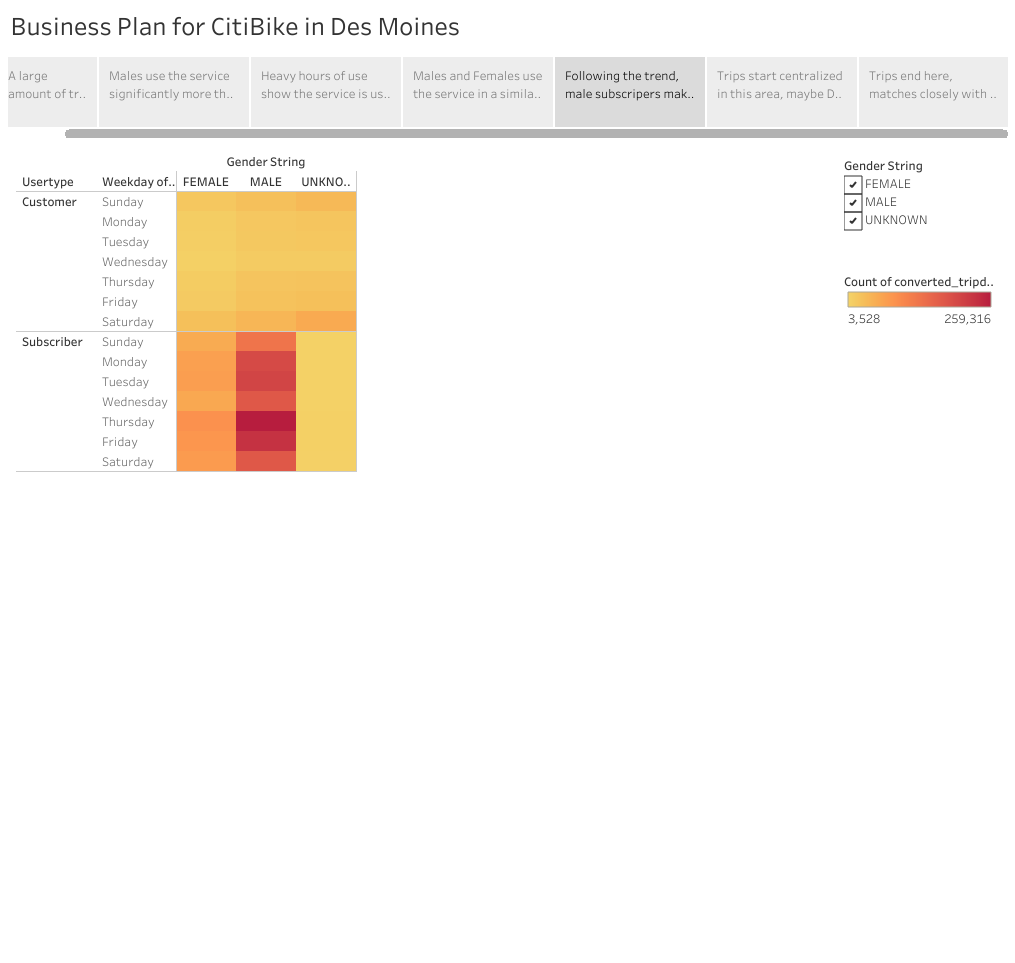 Business Plan for CitiBike in Des Moines
A large
amount of tr..
Males use the service
significantly more th..
Heavy hours of use
show the service is us..
Males and Females use
the service in a simila..
Following the trend,
male subscripers mak..
Trips start centralized
in this area, maybe D..
Trips end here,
matches closely with ..
Gender String
Usertype Weekday of.. FEMALE MALE UNKNO..
Customer Sunday
Monday
Tuesday
Wednesday
Thursday
Friday
Saturday
Subscriber Sunday
Monday
Tuesday
Wednesday
Thursday
Friday
Saturday
Gender String
FEMALE
MALE
UNKNOWN
Count of converted_tripd..
3,528 259,316